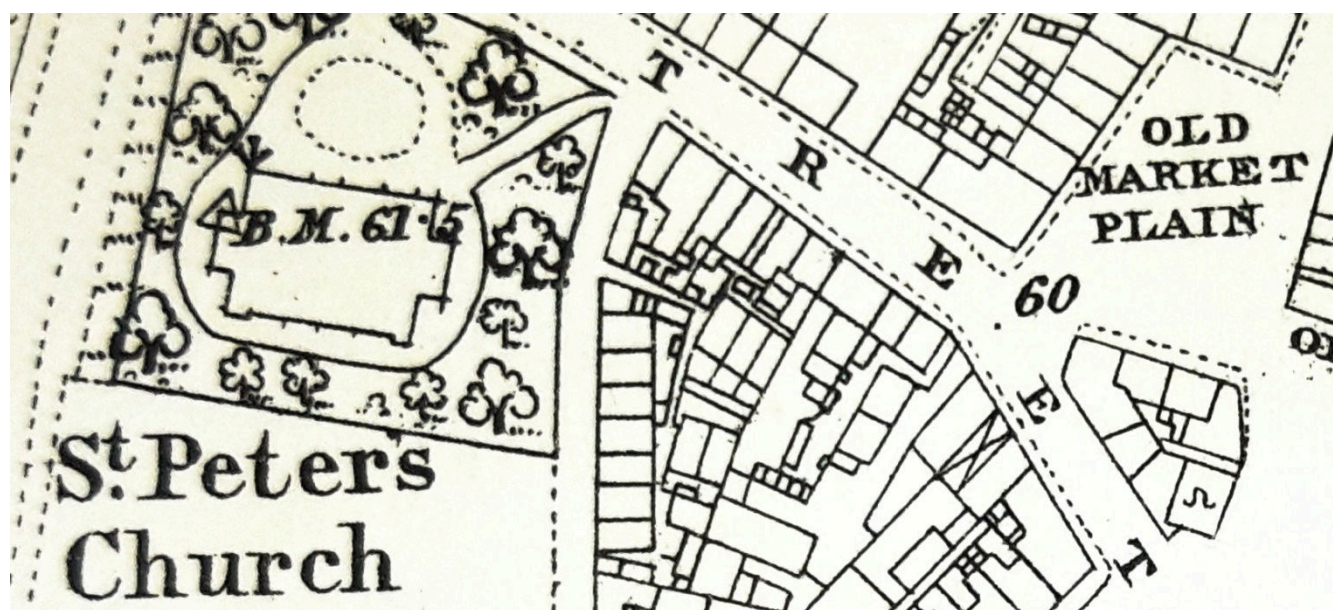 T R E E T
OLD
MARKET
PLAIN
B.M. 61·5
60
St. Peters
Church